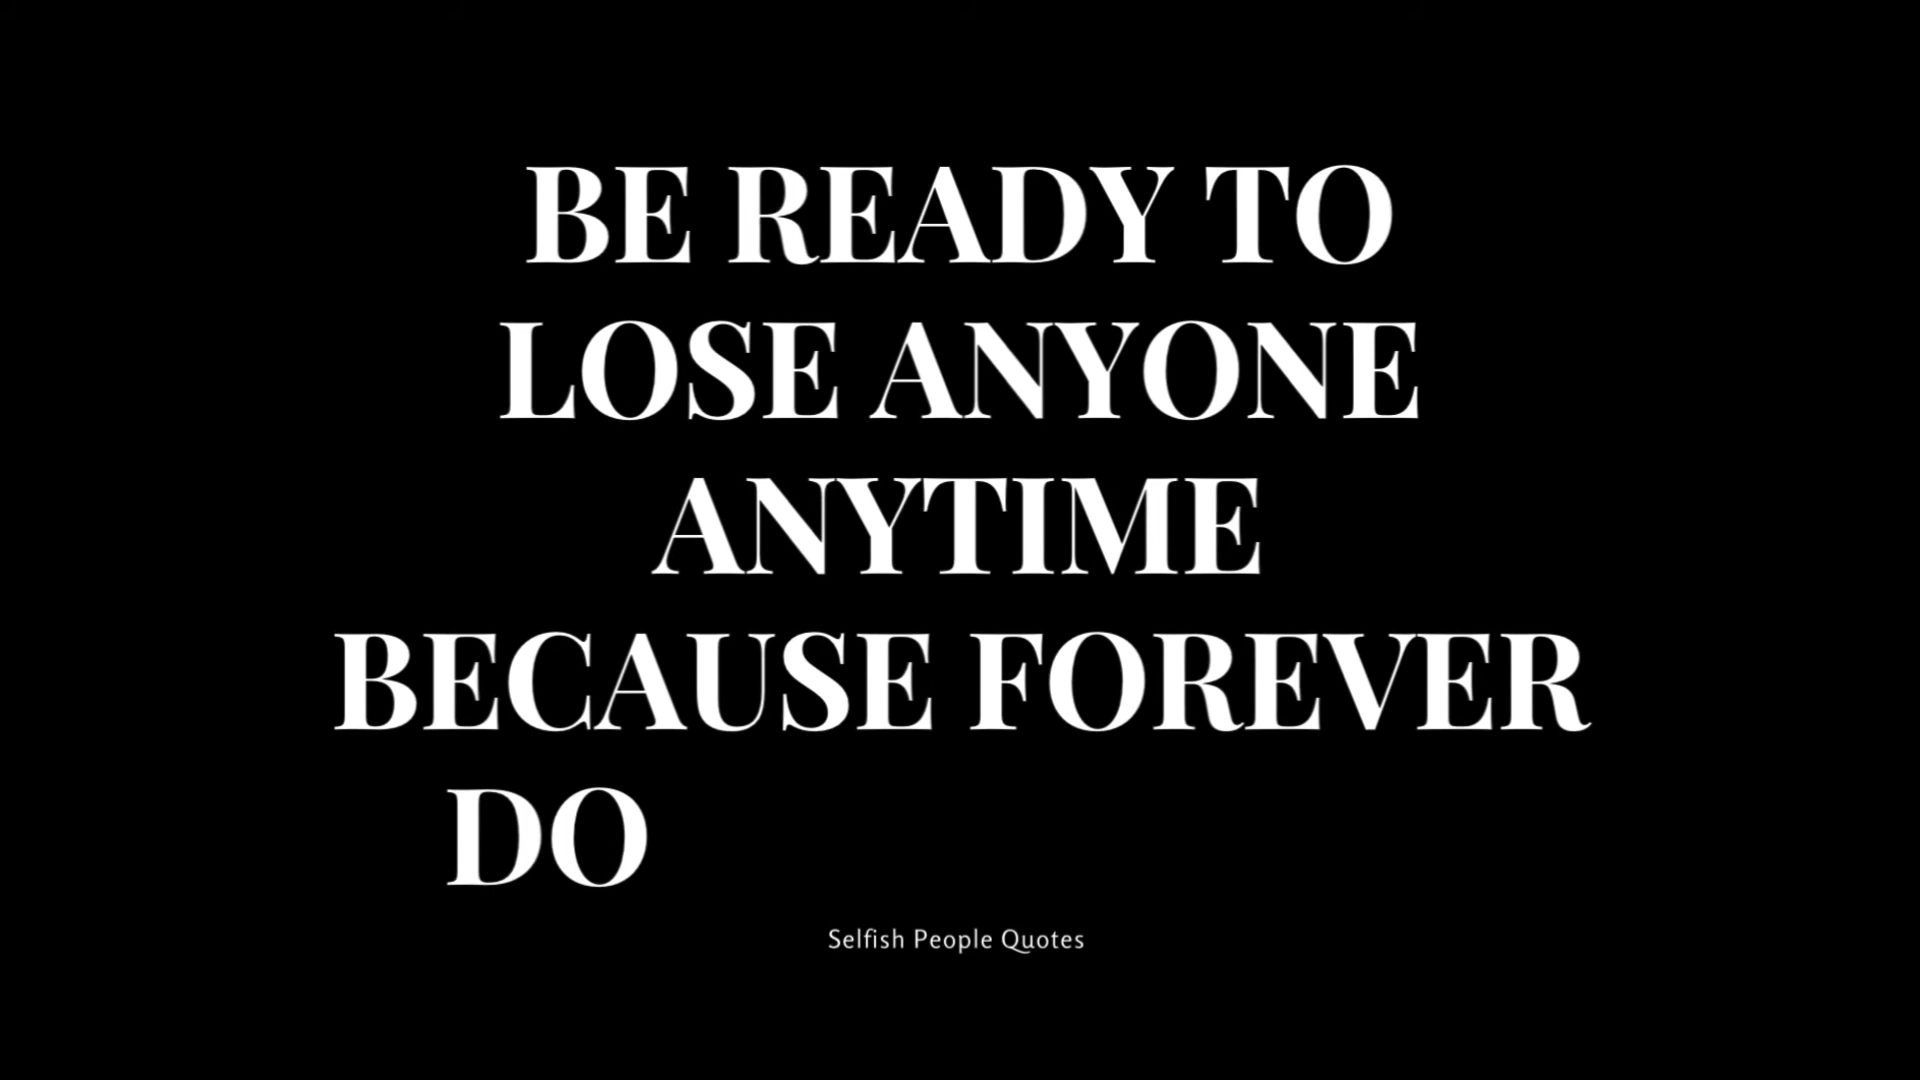 BE READY TO
LOSE ANYONE
ANYTIME
BECAUSE FOREVER
DO
Selfish People Quotes